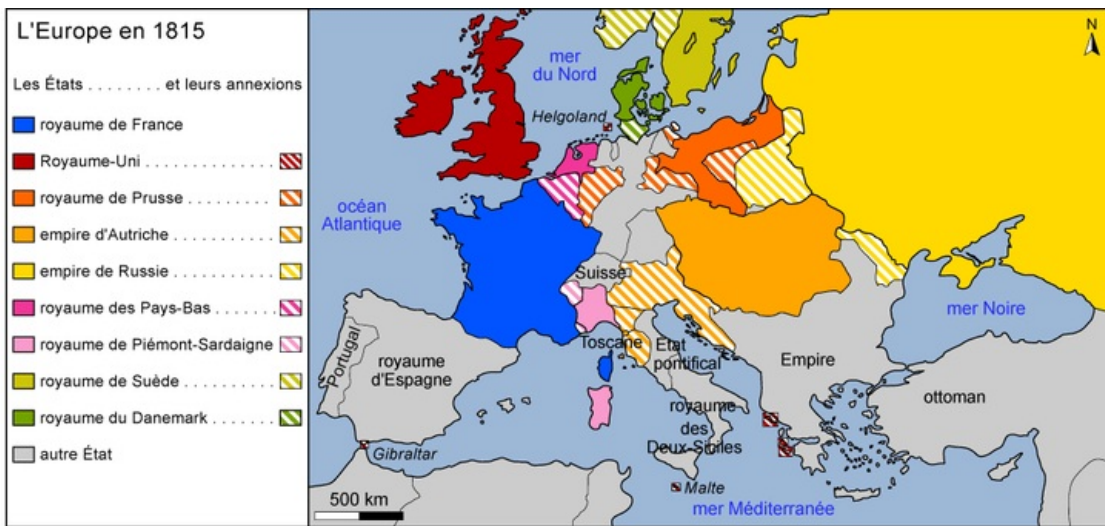 L'Europe en 1815
Les États . . . . . . . . et leurs annexions
royaume de France
Royaume-Uni . . . . . . . . . . . . . .
royaume de Prusse . . . . . . . . . .
empire d'Autriche . . . . . . . . . . .
empire de Russie . . . . . . . . . . .
royaume des Pays-Bas . . . . . . .
royaume de Piémont-Sardaigne
royaume de Suède . . . . . . . . . .
royaume du Danemark . . . . . . .
autre État
N
mer
du Nord
Helgoland
océan
Atlantique
Suisse
mer Noire
Toscane
État
pontifical
Empire
ottoman
Portugal
royaume
d'Espagne
royaume
des
Deux-Siciles
Gibraltar
Malte
mer Méditerranée
500 km